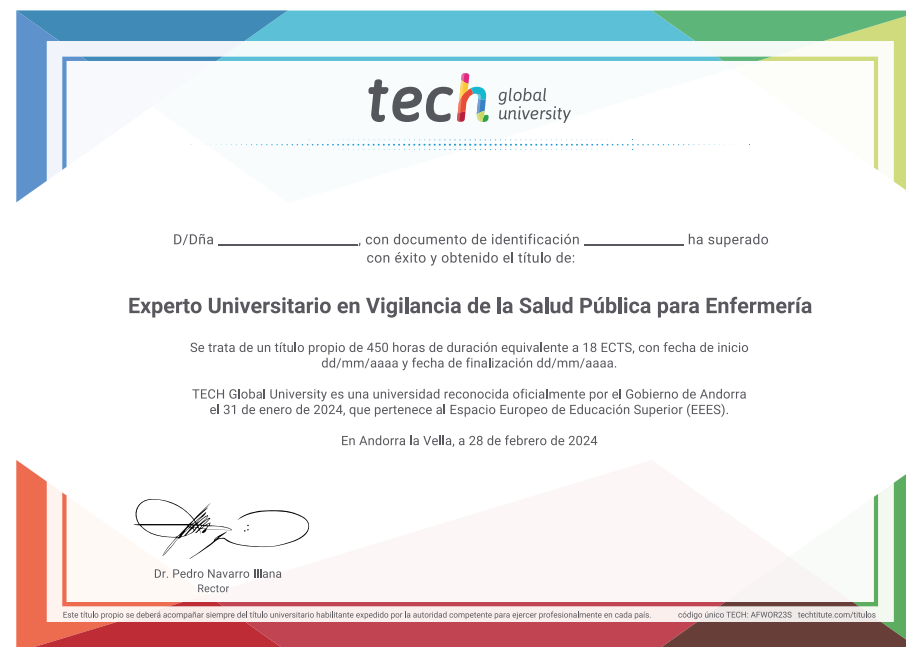 tech global university
D/Dña ____________, con documento de identificación ____________ ha superado
con éxito y obtenido el título de:
Experto Universitario en Vigilancia de la Salud Pública para Enfermería
Se trata de un título propio de 450 horas de duración equivalente a 18 ECTS, con fecha de inicio
dd/mm/aaaa y fecha de finalización dd/mm/aaaa.
TECH Global University es una universidad reconocida oficialmente por el Gobierno de Andorra
el 31 de enero de 2024, que pertenece al Espacio Europeo de Educación Superior (EEES).
En Andorra la Vella, a 28 de febrero de 2024
Dr. Pedro Navarro Illana
Rector
Este título propio se deberá acompañar siempre del título universitario habilitante expedido por la autoridad competente para ejercer profesionalmente en cada país. código único TECH: AFWOR23S techtitute.com/titulos